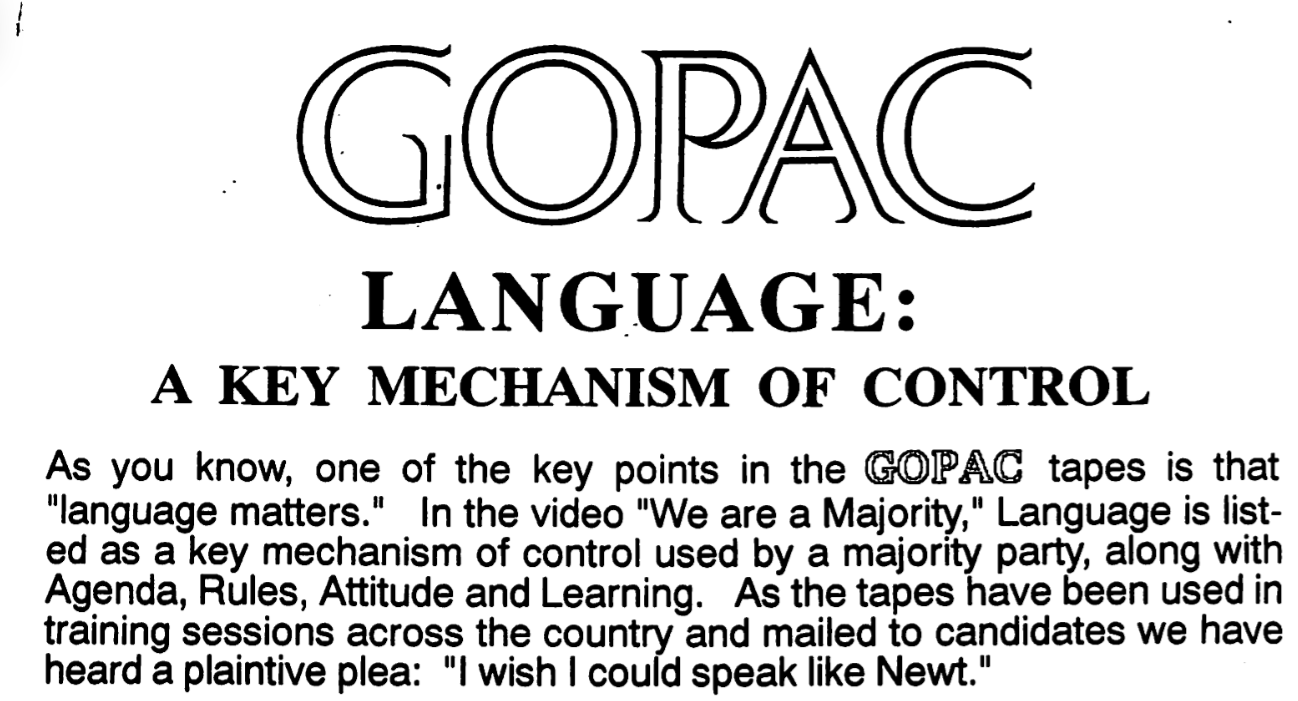 GOPAC
LANGUAGE:
A KEY MECHANISM OF CONTROL
As you know, one of the key points in the GOPAC tapes is that
"language matters." In the video "We are a Majority," Language is list-
ed as a key mechanism of control used by a majority party, along with
Agenda, Rules, Attitude and Learning. As the tapes have been used in
training sessions across the country and mailed to candidates we have
heard a plaintive plea: "I wish I could speak like Newt."